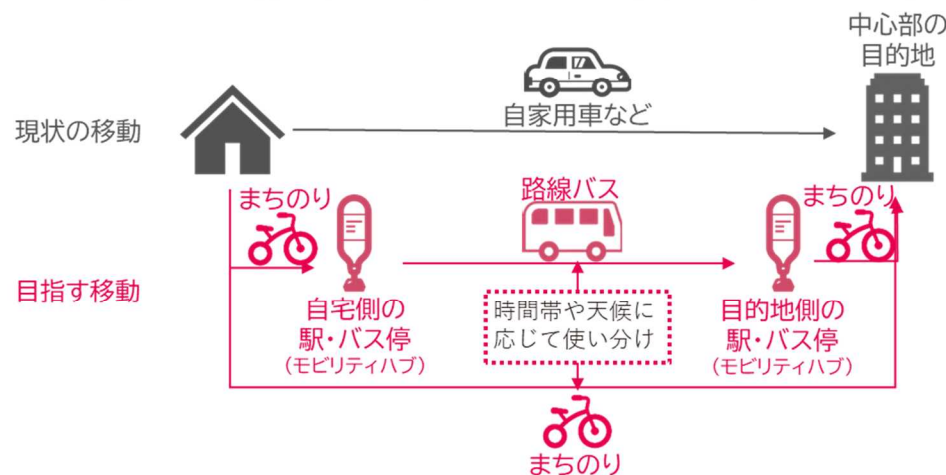 中心部の
目的地
現状の移動
自家用車など
まちのり
路線バス
まちのり
目指す移動
自宅側の
駅・バス停
(モビリティハブ)
時間帯や天候に
応じて使い分け
目的地側の
駅・バス停
(モビリティハブ)
まちのり